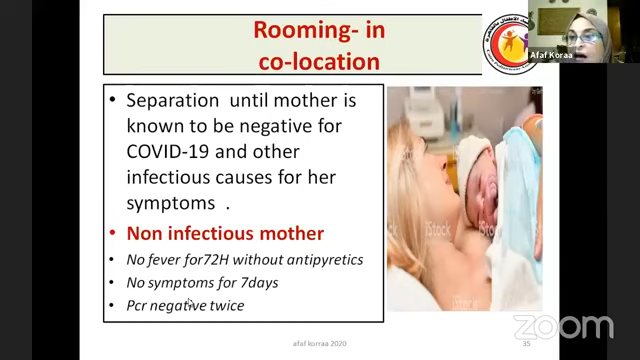 Rooming- in
co-location
Afaf Koraa
• Separation until mother is
known to be negative for
COVID-19 and other
infectious causes for her
symptoms .
• Non infectious mother
• No fever for72H without antipyretics
• No symptoms for 7days
• Pcr negative twice
iStock
iStock
afaf korraa 2020
35
zoom